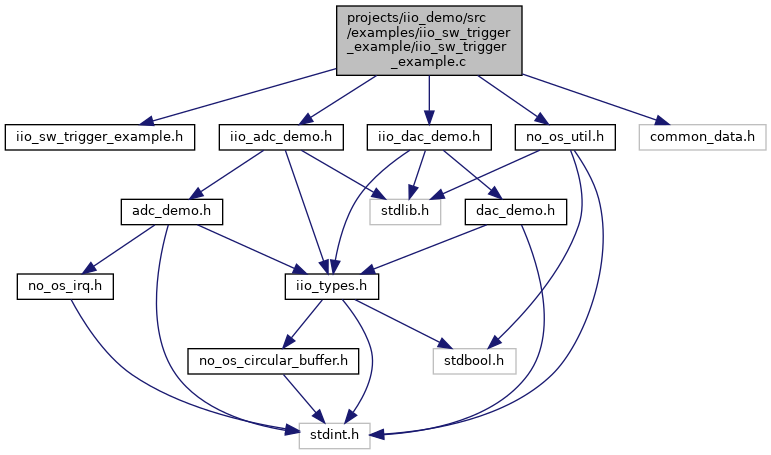 projects/iio_demo/src
/examples/iio_sw_trigger
_example/iio_sw_trigger
_example.c
iio_sw_trigger_example.h
iio_adc_demo.h
iio_dac_demo.h
no_os_util.h
common_data.h
adc_demo.h
stdlib.h
dac_demo.h
no_os_irq.h
iio_types.h
no_os_circular_buffer.h
stdbool.h
stdint.h